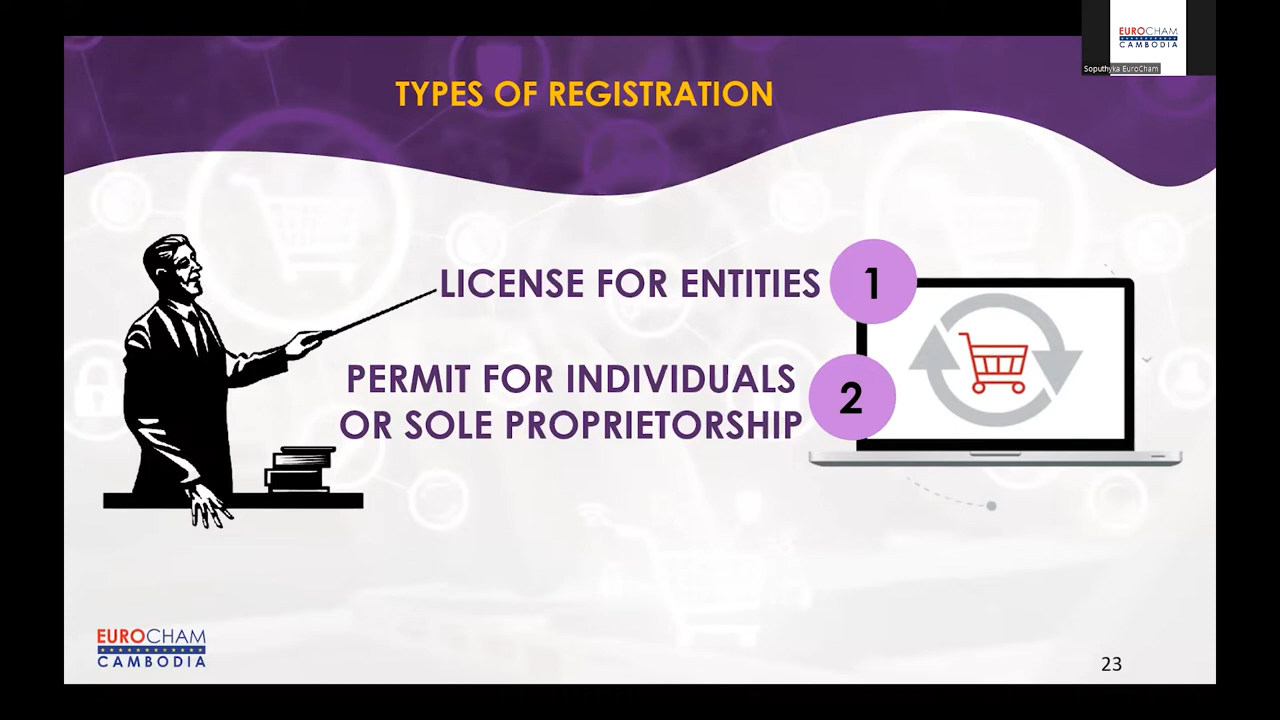 EUROCHAM
CAMBODIA
Soputhyka EuroCham
TYPES OF REGISTRATION
LICENSE FOR ENTITIES 1
PERMIT FOR INDIVIDUALS
OR SOLE PROPRIETORSHIP 2
EUROCHAM
CAMBODIA
23